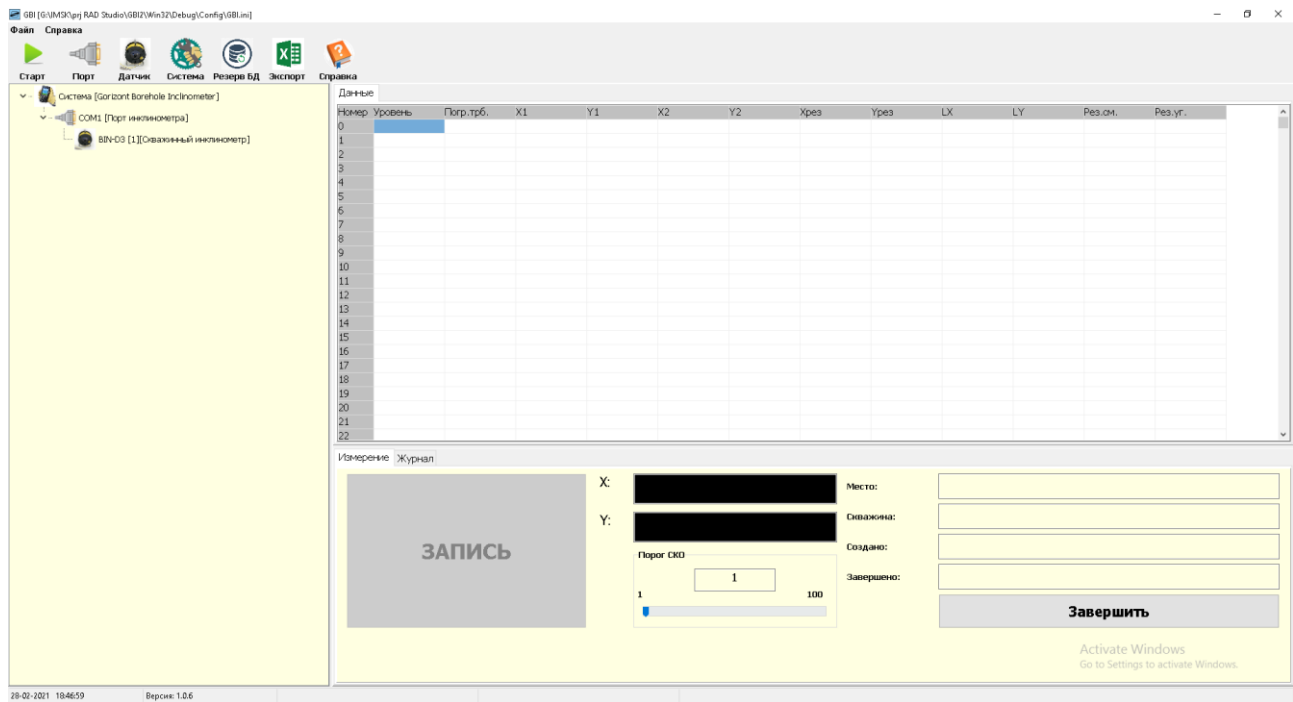 GBI [G:\IMSK\prj RAD Studio\GBI2\Win32\Debug\Config\GBI.ini]
Файл Справка
Старт Порт Датчик Система Резерв БД Экспорт Справка
Система [Gorizont Borehole Inclinometer]
COM1 [Порт инклинометра]
BIN-D3 [1][Скважинный инклинометр]
Данные
Номер Уровень Погр.трб. X1 Y1 X2 Y2 Xрез Yрез LX LY Рез.см. Рез.уг.
0
1
2
3
4
5
6
7
8
9
10
11
12
13
14
15
16
17
18
19
20
21
22
Измерение Журнал
ЗАПИСЬ
X:
Y:
Порог СКО
1
1 100
Место:
Скважина:
Создано:
Завершено:
Завершить
Activate Windows
Go to Settings to activate Windows.
28-02-2021 18:46:59 Версия: 1.0.6